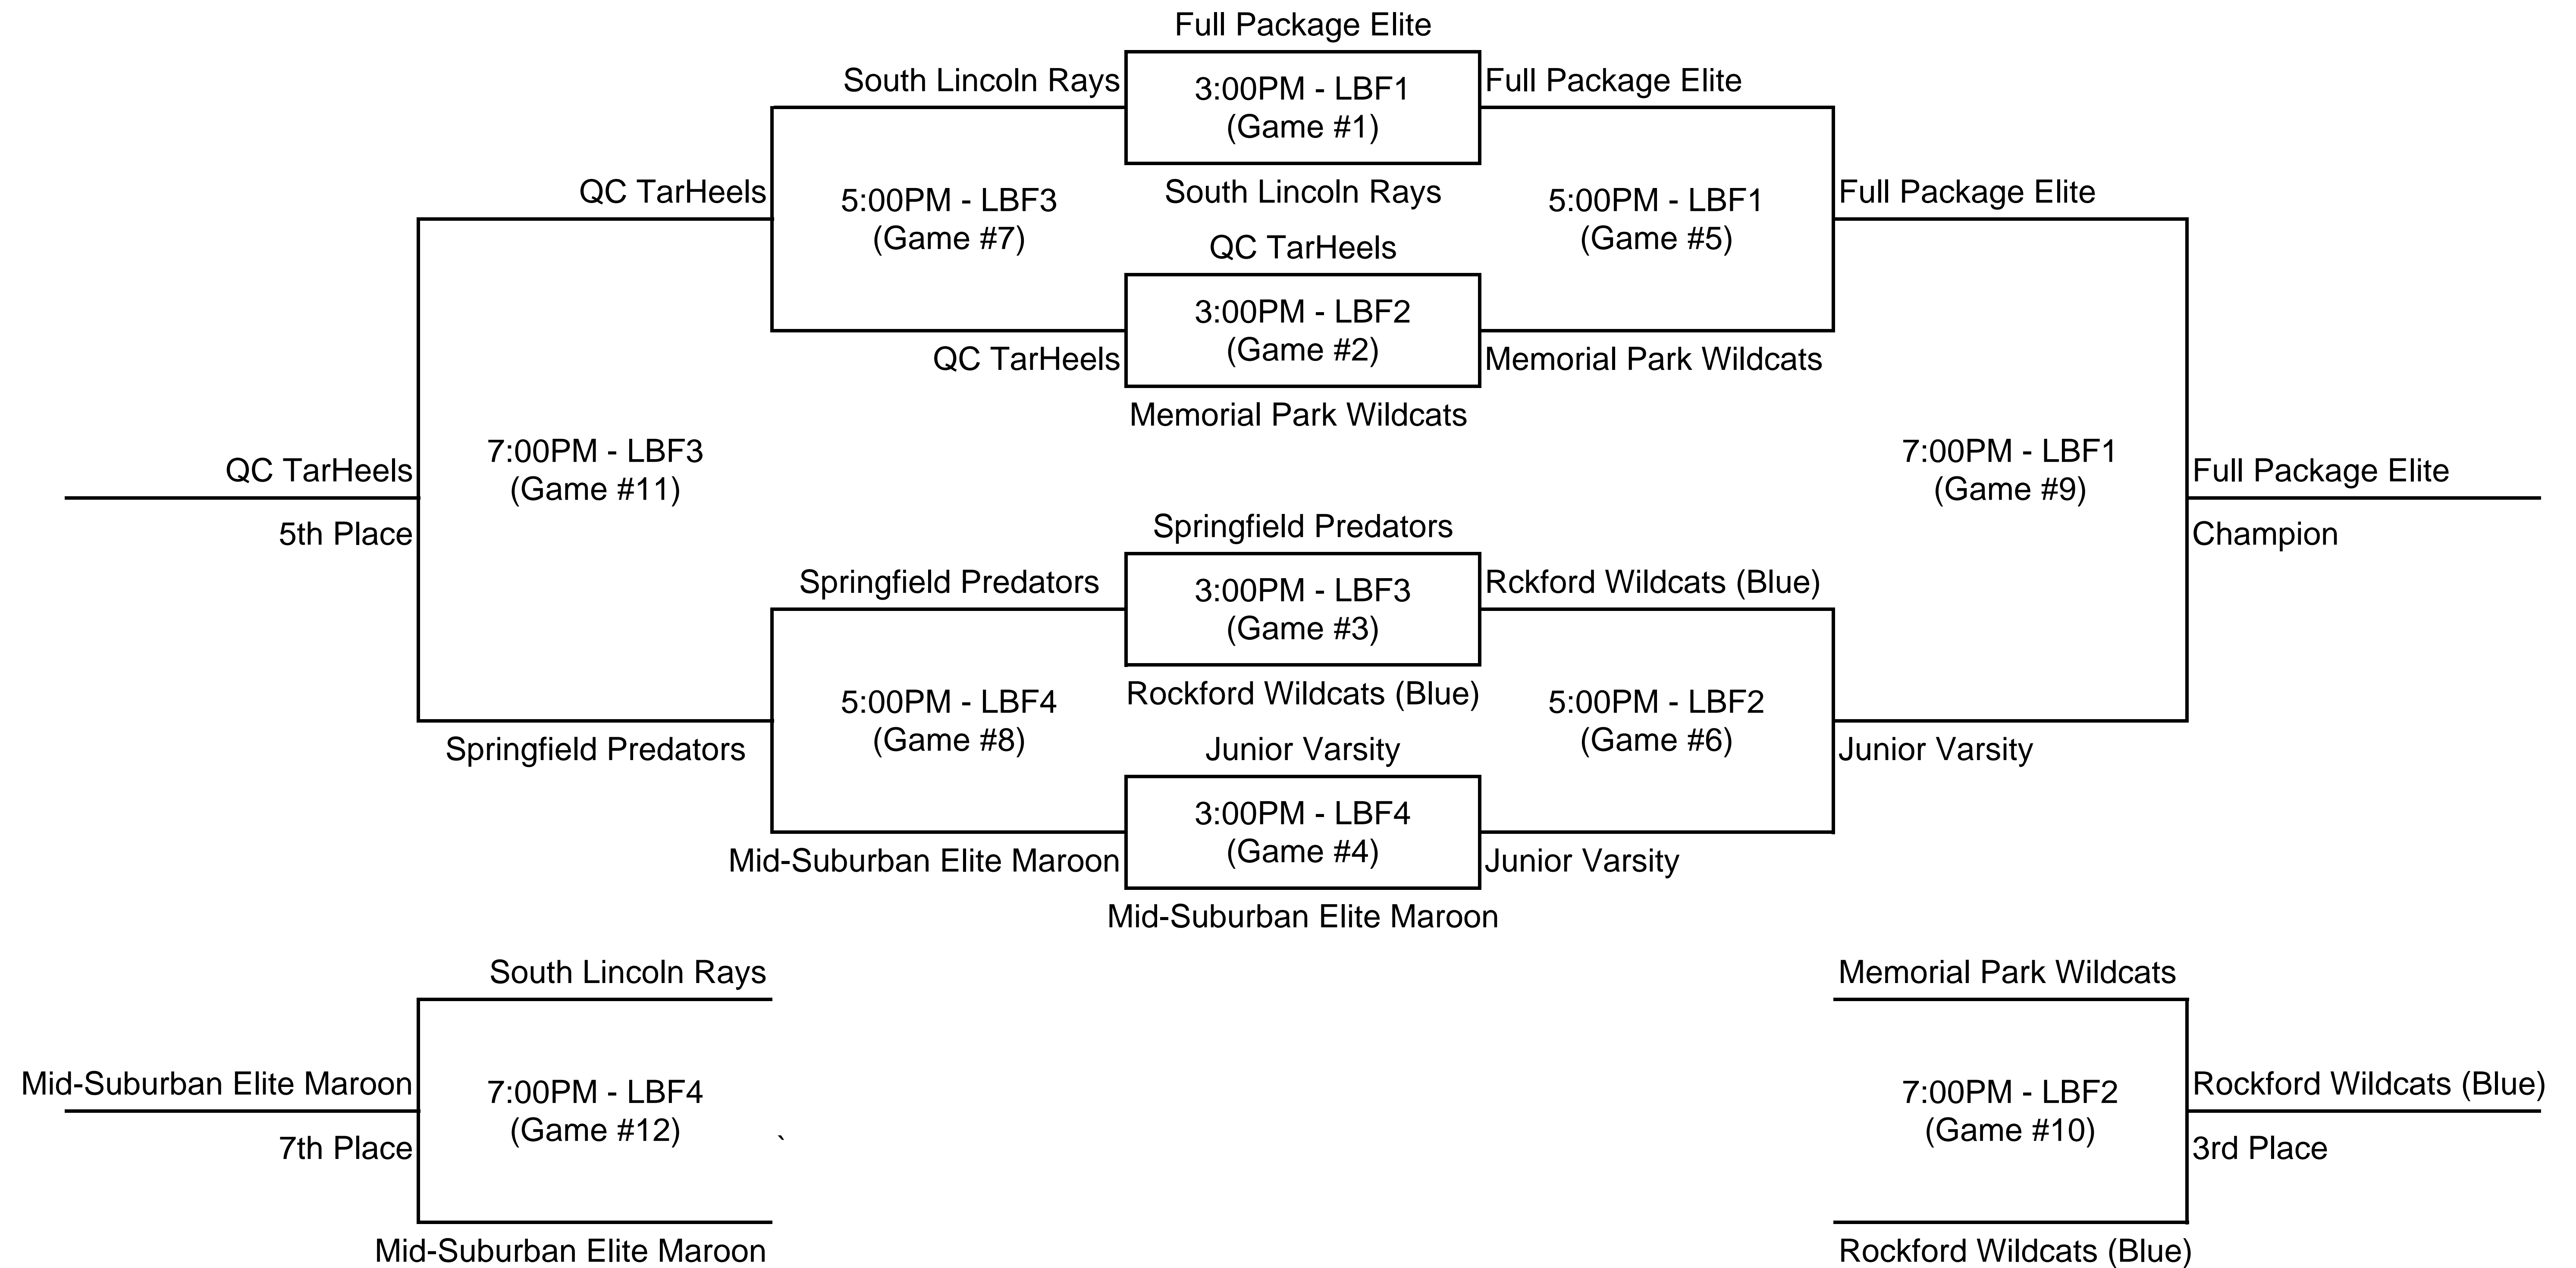 Full Package Elite
South Lincoln Rays
3:00PM - LBF1
(Game #1)
Full Package Elite
QC TarHeels
5:00PM - LBF3
(Game #7)
South Lincoln Rays
5:00PM - LBF1
(Game #5)
Full Package Elite
QC TarHeels
3:00PM - LBF2
(Game #2)
QC TarHeels
Memorial Park Wildcats
Memorial Park Wildcats
QC TarHeels
5th Place
7:00PM - LBF3
(Game #11)
7:00PM - LBF1
(Game #9)
Full Package Elite
Champion
Springfield Predators
Springfield Predators
3:00PM - LBF3
(Game #3)
Rckford Wildcats (Blue)
Rockford Wildcats (Blue)
5:00PM - LBF4
(Game #8)
5:00PM - LBF2
(Game #6)
Springfield Predators
Junior Varsity
Junior Varsity
3:00PM - LBF4
(Game #4)
Mid-Suburban Elite Maroon
Junior Varsity
Mid-Suburban Elite Maroon
South Lincoln Rays
Memorial Park Wildcats
Mid-Suburban Elite Maroon
7th Place
7:00PM - LBF4
(Game #12)
`
7:00PM - LBF2
(Game #10)
Rockford Wildcats (Blue)
3rd Place
Mid-Suburban Elite Maroon
Rockford Wildcats (Blue)